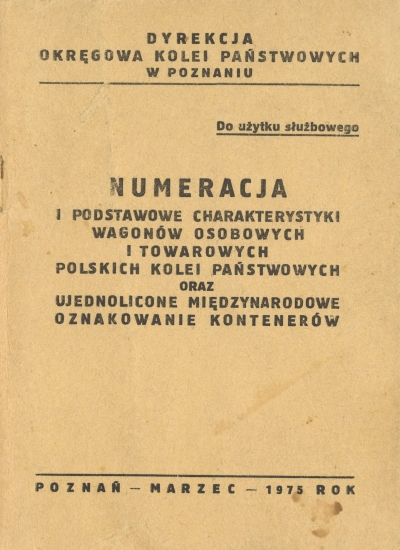 DYREKCJA
OKRĘGOWA KOLEI PAŃSTWOWYCH
W POZNANIU
Do użytku służbowego
NUMERACJA
I PODSTAWOWE CHARAKTERYSTYKI
WAGONÓW OSOBOWYCH
I TOWAROWYCH
POLSKICH KOLEI PAŃSTWOWYCH
ORAZ
UJEDNOLICONE MIĘDZYNARODOWE
OZNAKOWANIE KONTENERÓW
POZNAŃ — MARZEC — 1975 ROK